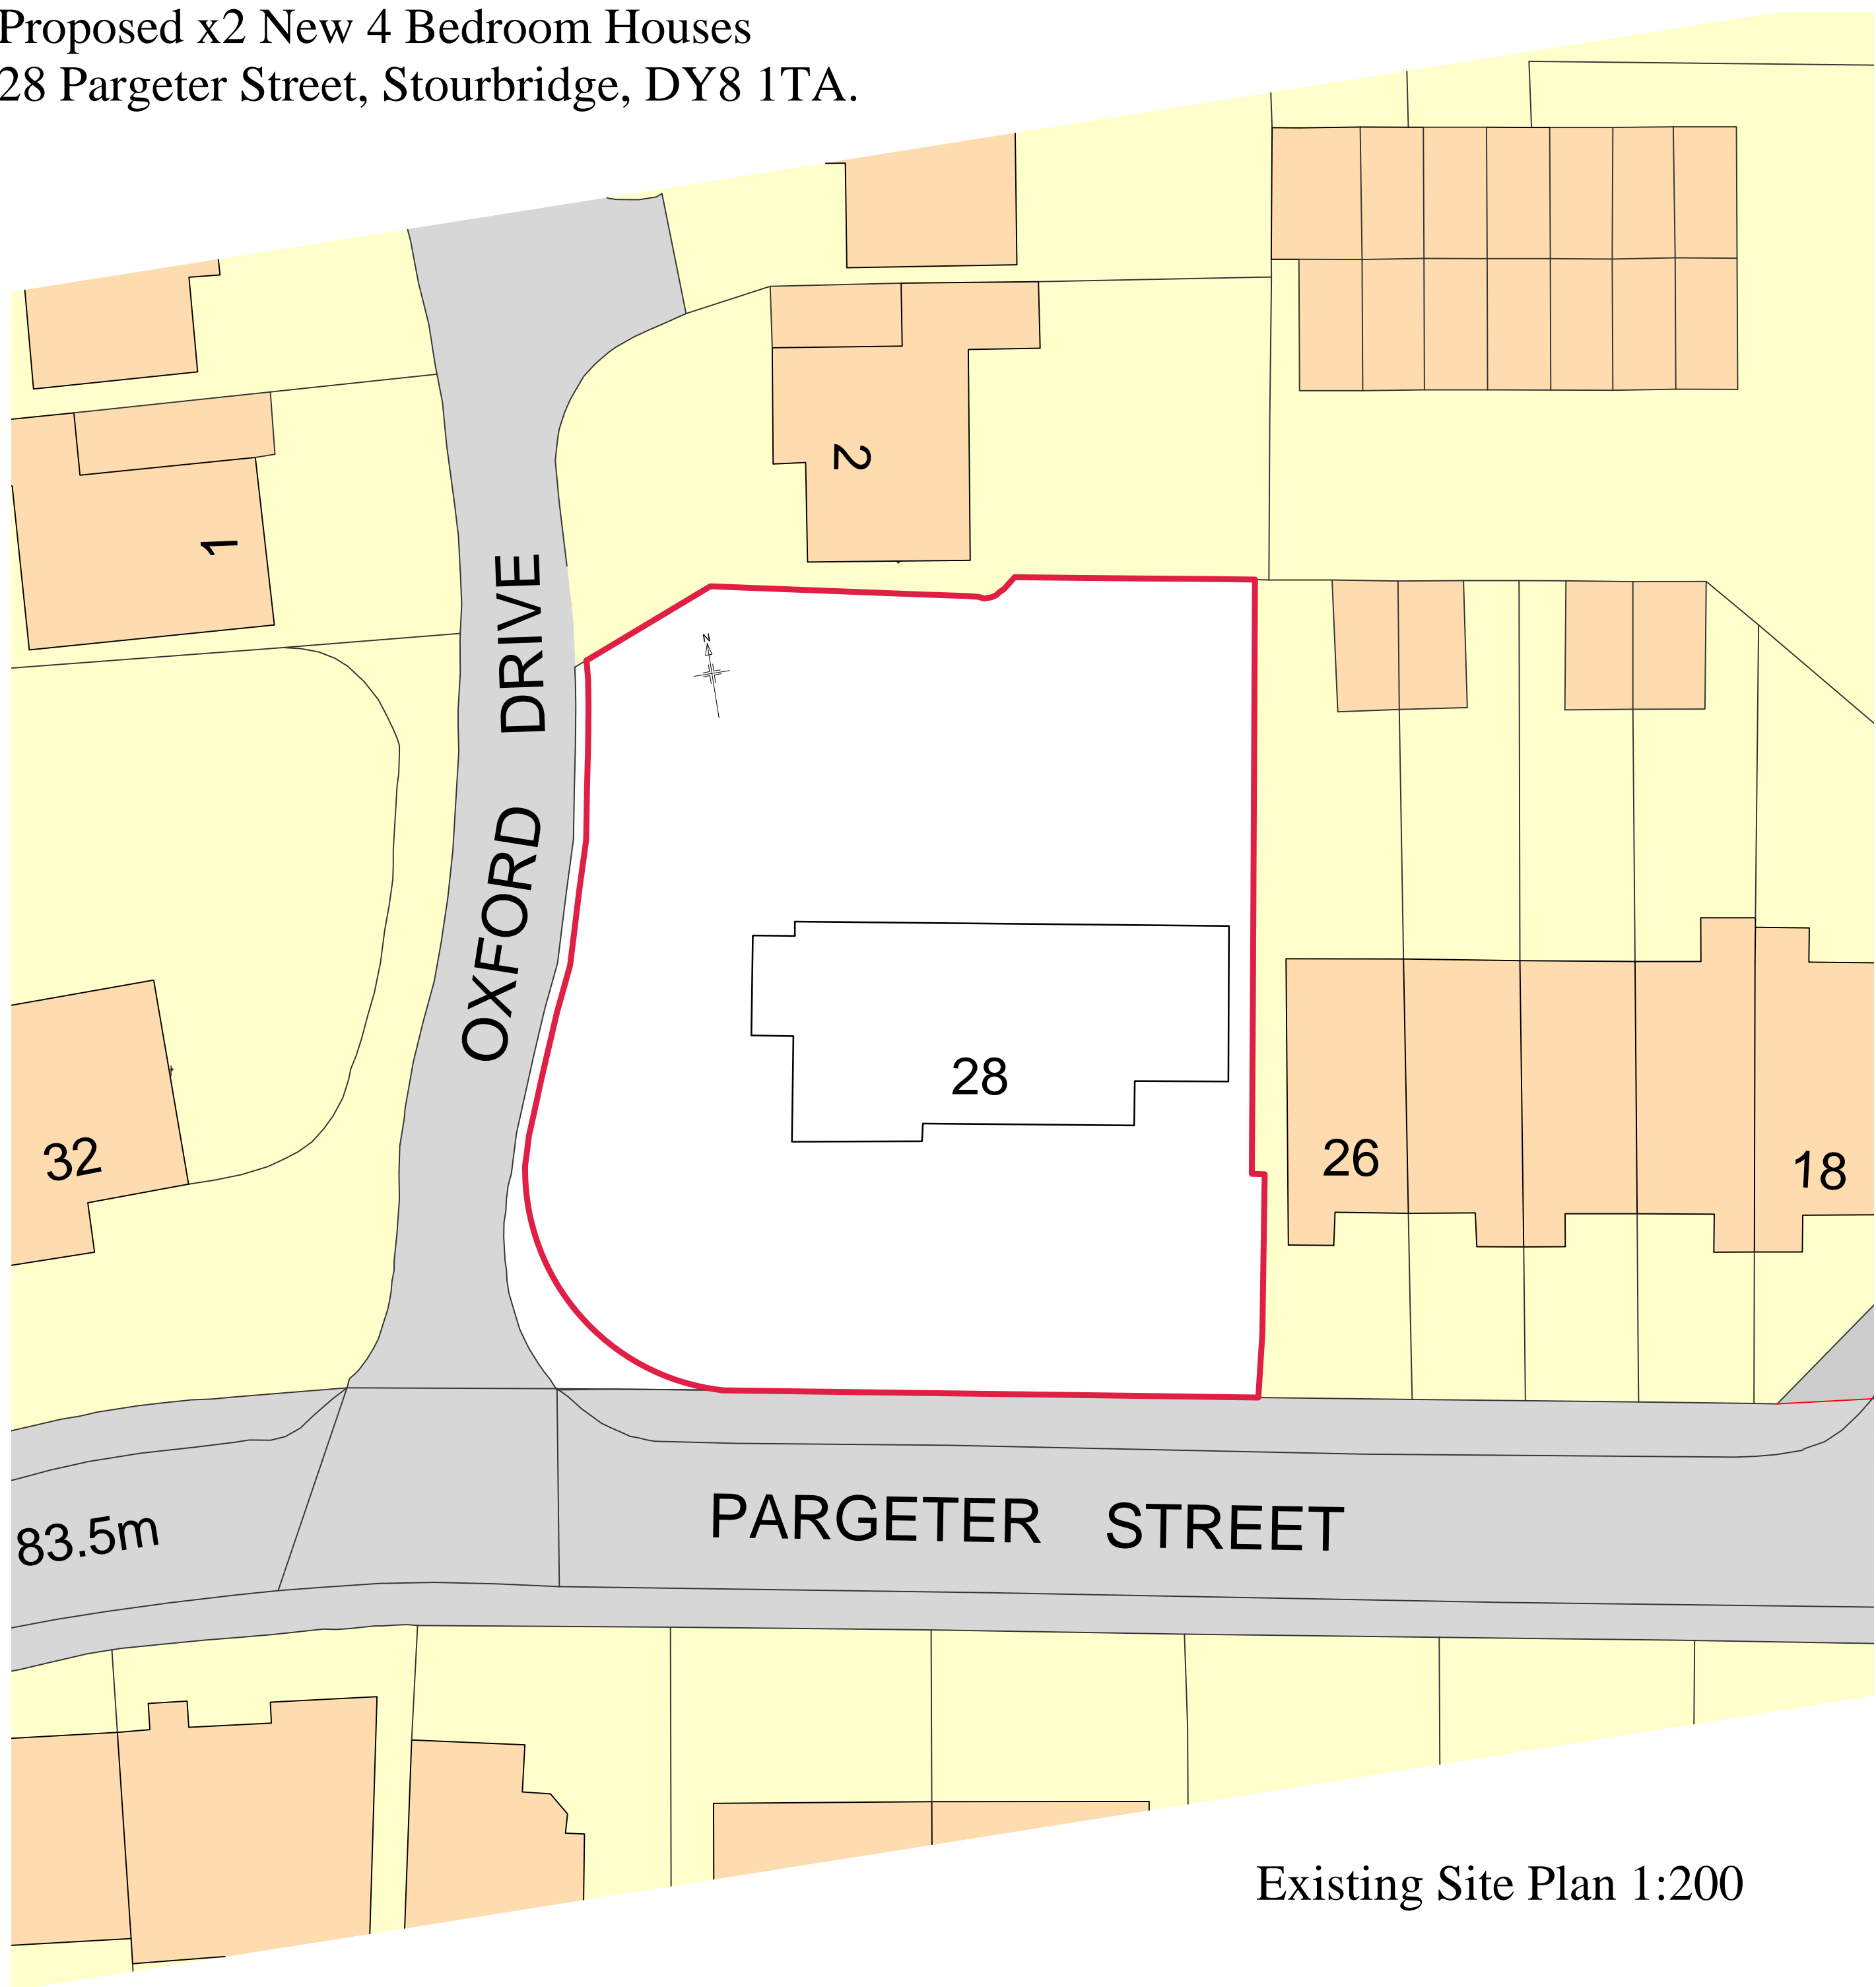 Proposed x2 New 4 Bedroom Houses
28 Pargeter Street, Stourbridge, DY8 1TA.
2
1
N
OXFORD DRIVE
28
32
26
18
PARGETER STREET
83.5m
Existing Site Plan 1:200